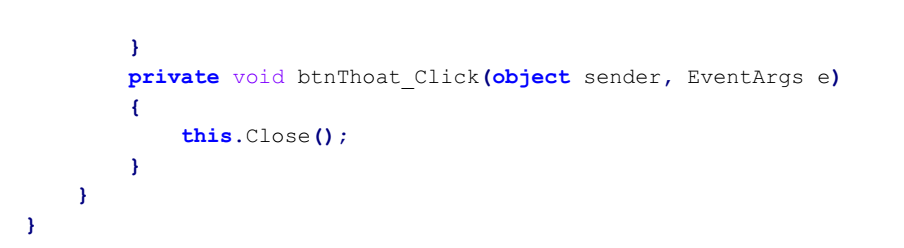 }
private void btnThoat_Click(object sender, EventArgs e)
{
this.Close();
}
}
}